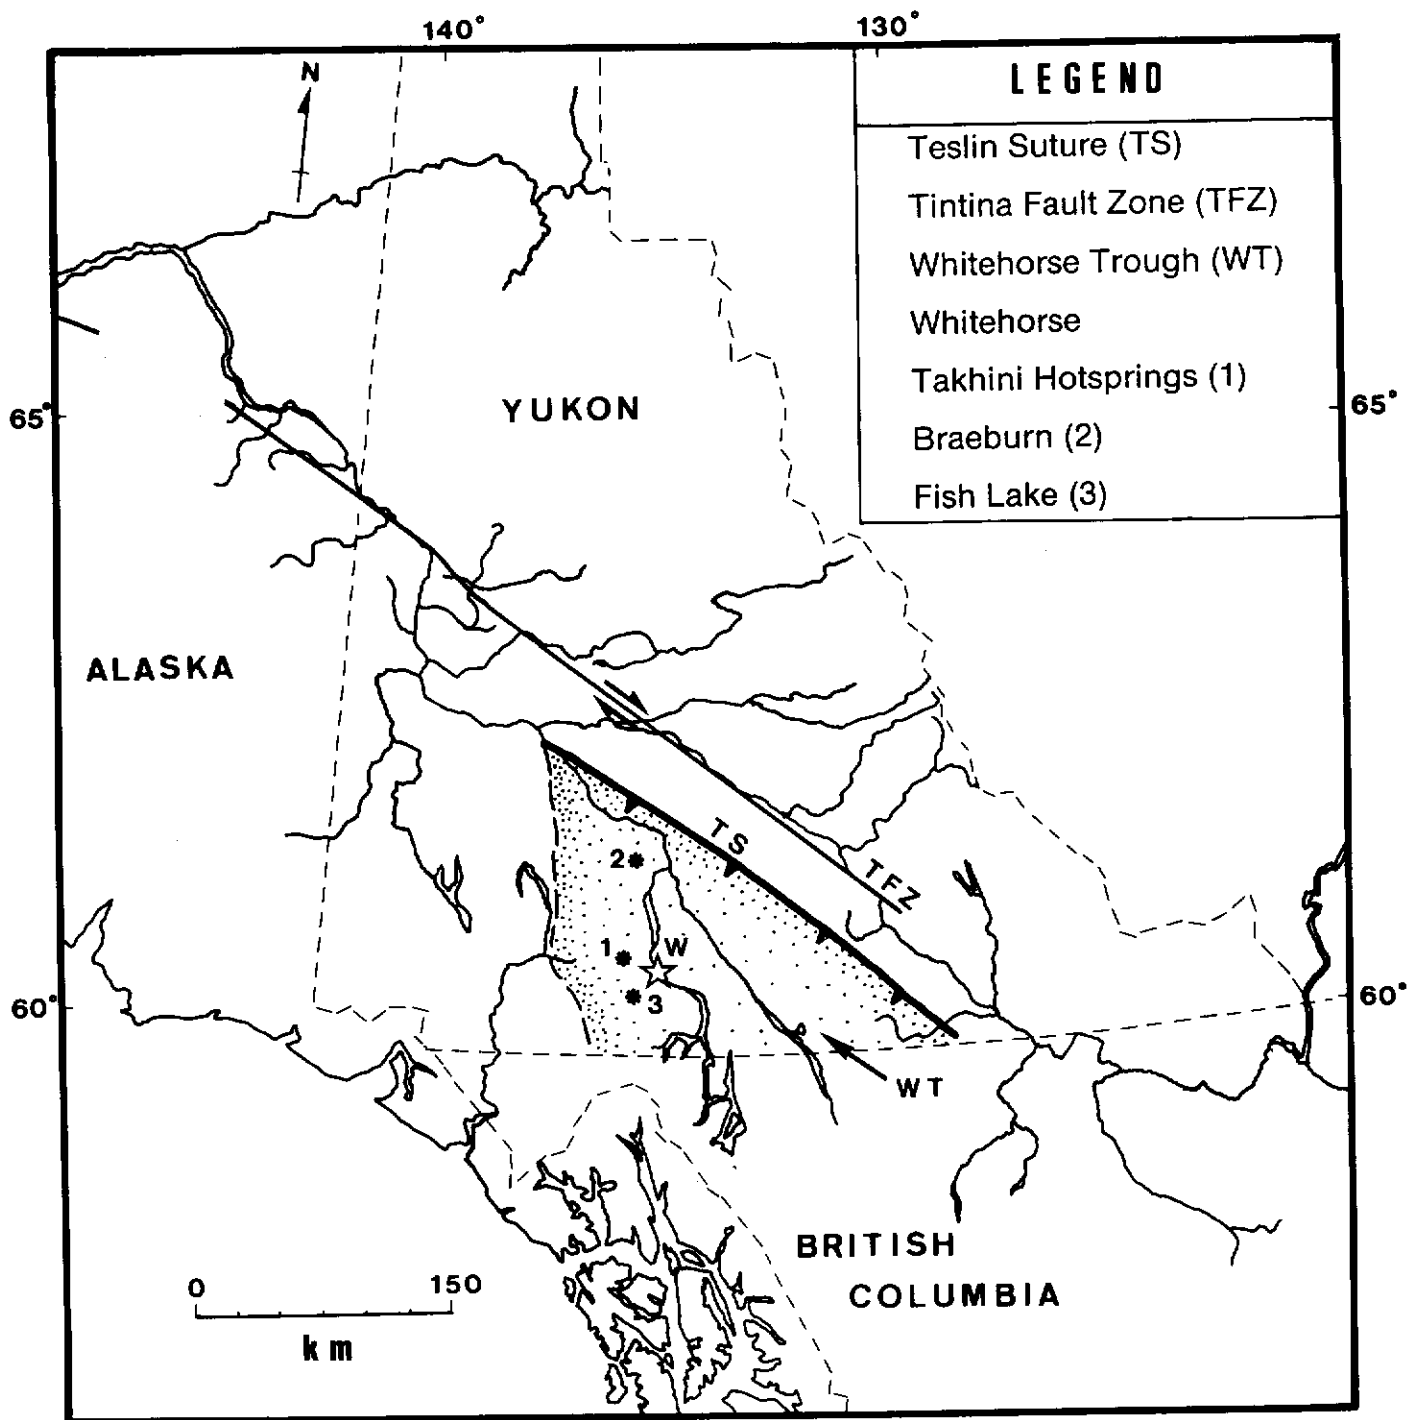 140°
130°
N
LEGEND
Teslin Suture (TS)
Tintina Fault Zone (TFZ)
Whitehorse Trough (WT)
Whitehorse
Takhini Hotsprings (1)
Braeburn (2)
Fish Lake (3)
65°
YUKON
65°
ALASKA
TS
TFZ
2
1
W
3
60°
60°
WT
BRITISH
COLUMBIA
0 150
km